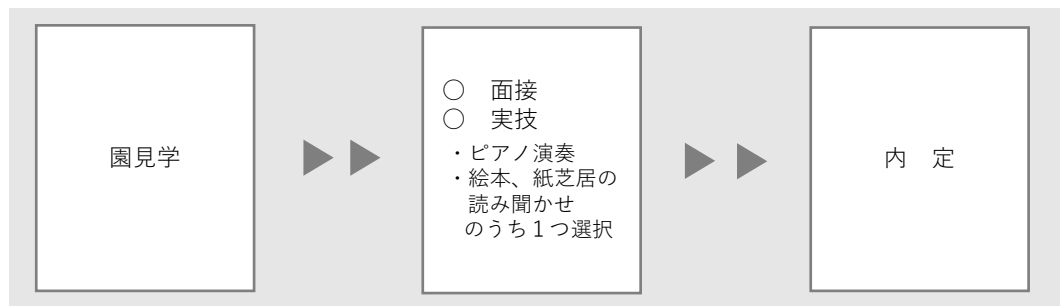 園見学
○　面接
○　実技
・ピアノ演奏
・絵本、紙芝居の
読み聞かせ
のうち１つ選択
内　定